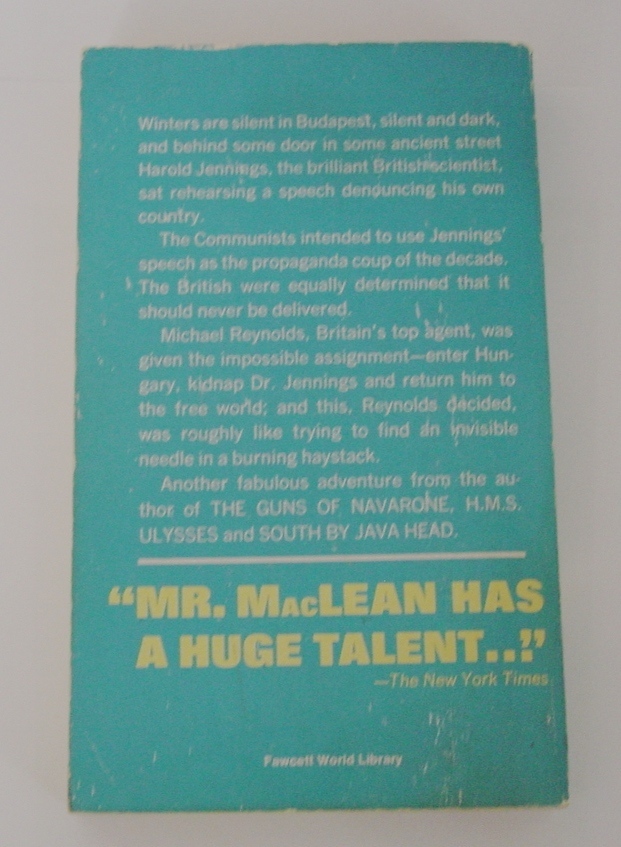 Winters are silent in Budapest, silent and dark,
and behind some door in some ancient street
Harold Jennings, the brilliant British scientist,
sat rehearsing a speech denouncing his own
country.
The Communists intended to use Jennings'
speech as the propaganda coup of the decade.
The British were equally determined that it
should never be delivered.
Michael Reynolds, Britain's top agent, was
given the impossible assignment—enter Hun-
gary, kidnap Dr. Jennings and return him to
the free world; and this, Reynolds decided,
was roughly like trying to find an invisible
needle in a burning haystack.
Another fabulous adventure from the au-
thor of THE GUNS OF NAVARONE, H.M.S.
ULYSSES and SOUTH BY JAVA HEAD.
“MR. MacLEAN HAS
A HUGE TALENT...”
—The New York Times
Fawcett World Library